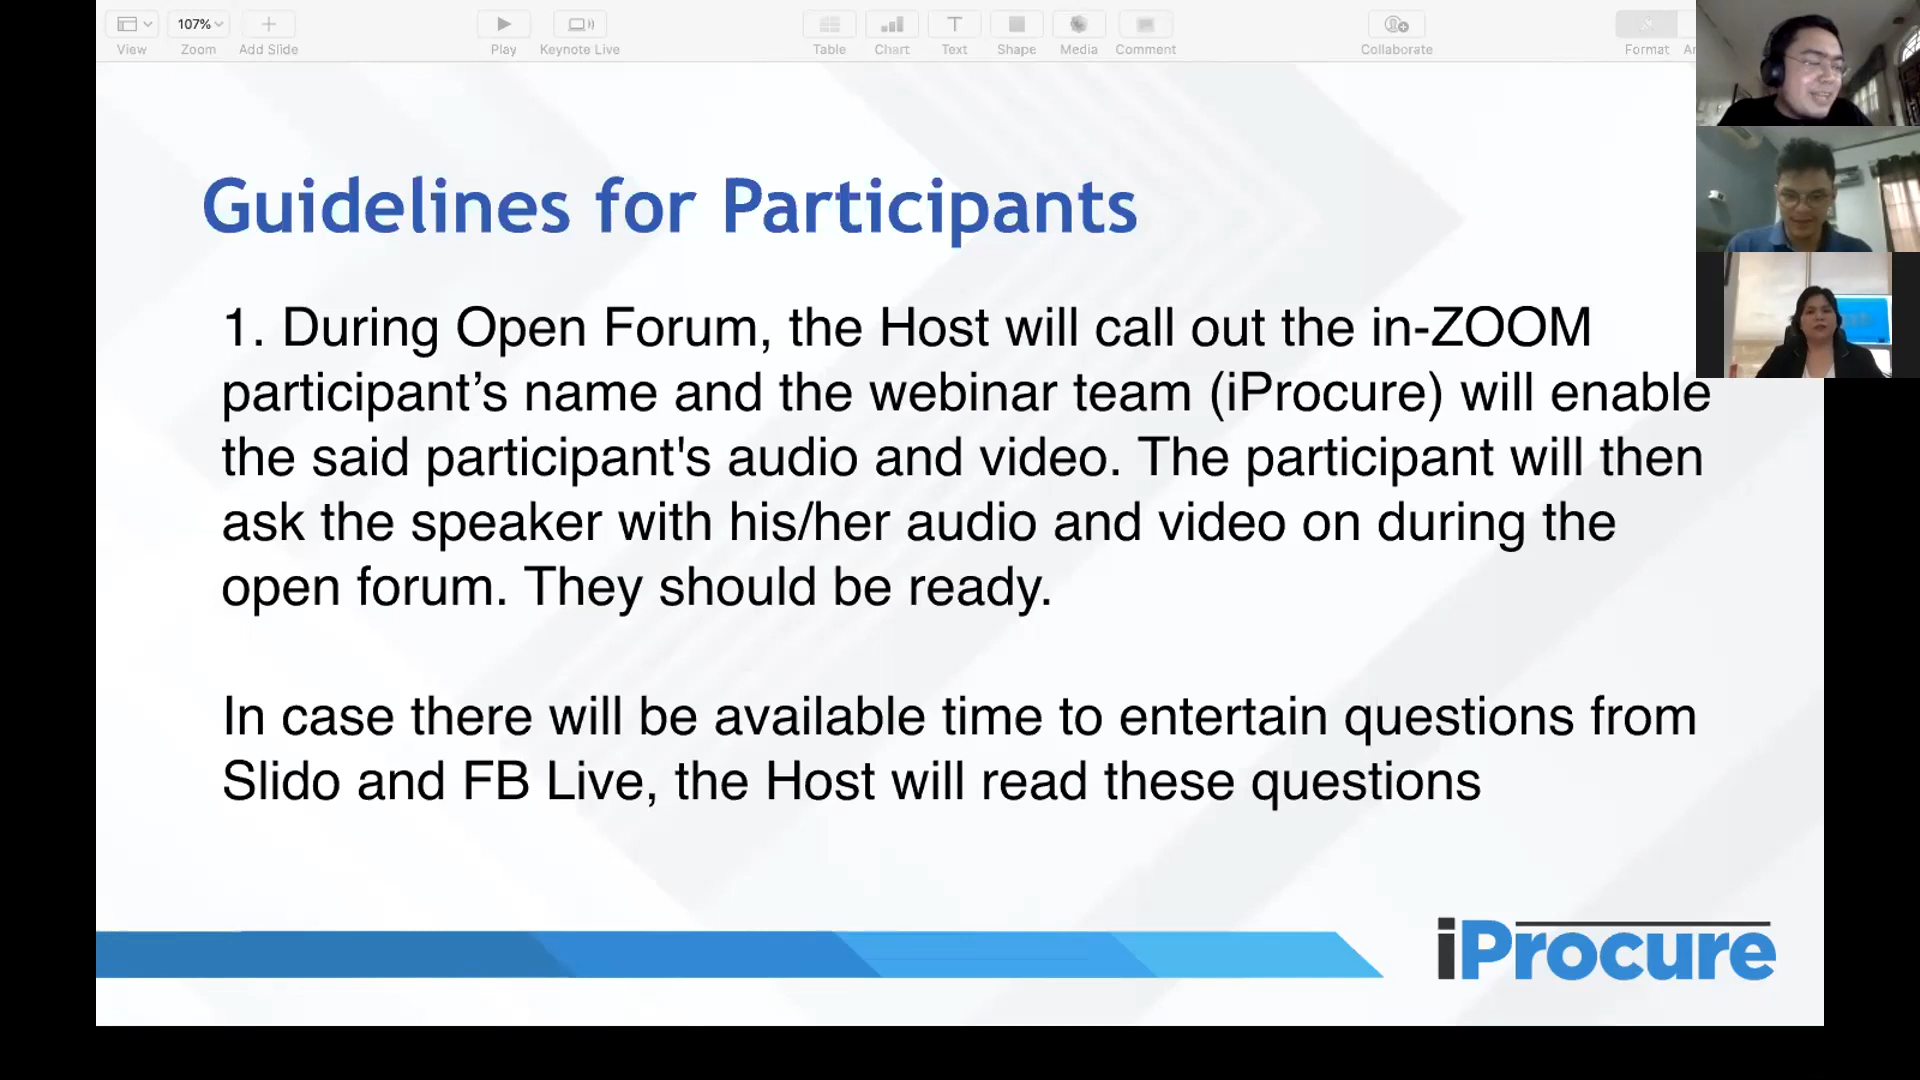 107%
View
Zoom
Add Slide
Play
Keynote Live
Table
Chart
Text
Shape
Media
Comment
Collaborate
Format
Guidelines for Participants
1. During Open Forum, the Host will call out the in-ZOOM
participant’s name and the webinar team (iProcure) will enable
the said participant's audio and video. The participant will then
ask the speaker with his/her audio and video on during the
open forum. They should be ready.
In case there will be available time to entertain questions from
Slido and FB Live, the Host will read these questions
iProcure